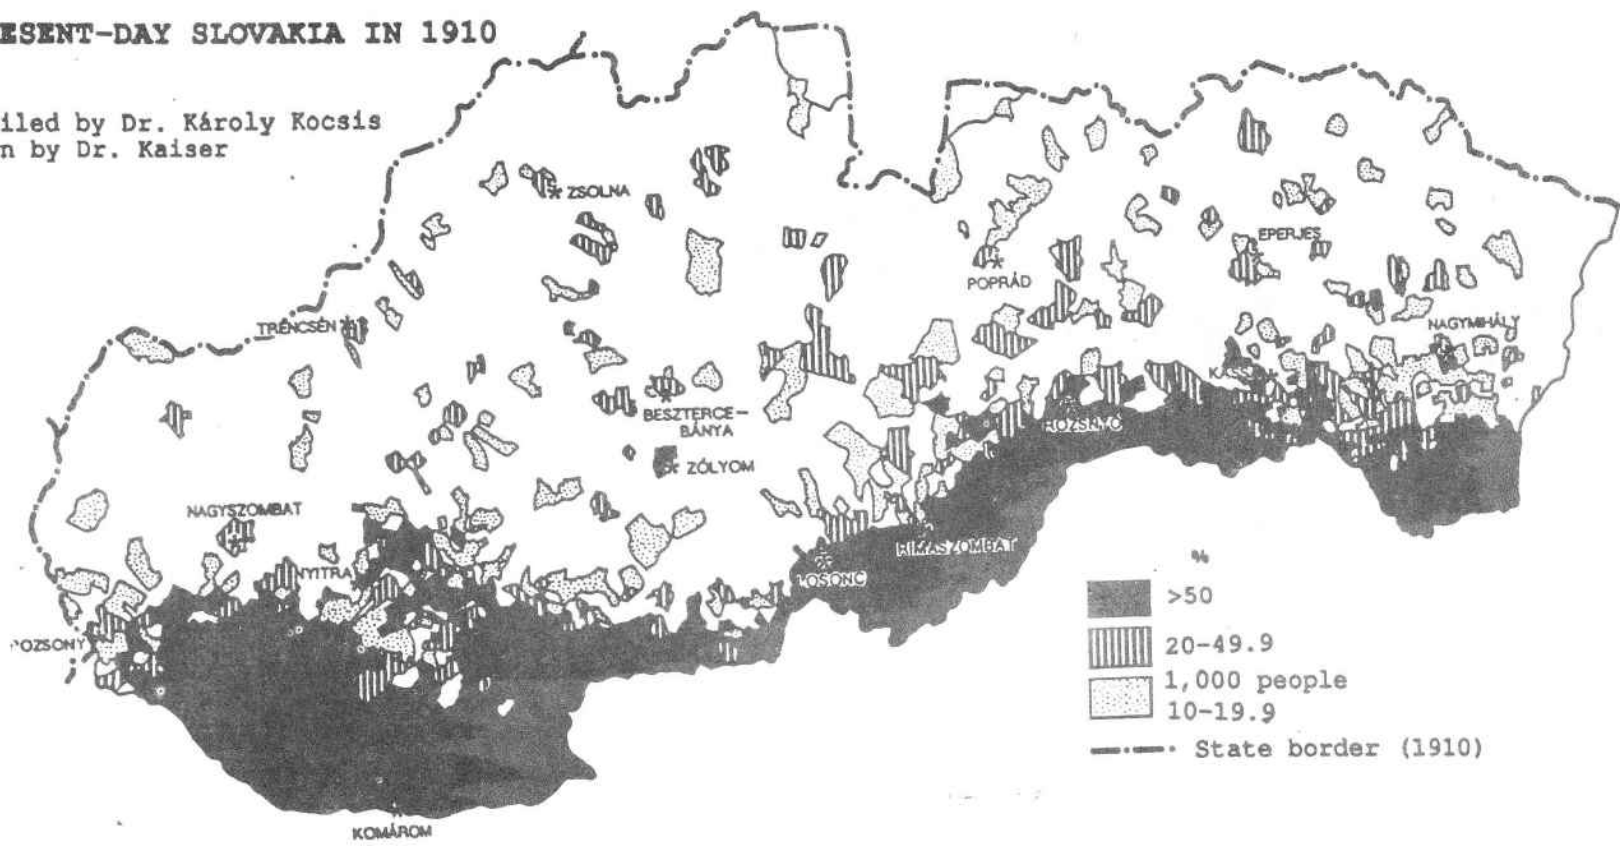 ESENT-DAY SLOVAKIA IN 1910
iled by Dr. Károly Kocsis
n by Dr. Kaiser
ZSOLNA
EPERJES
POPRÁD
TRENCSÉN
NAGYMIHÁLY
KASSA
BESZTERCE-
BÁNYA
ROZSNYÓ
ZÓLYOM
NAGYSZOMBAT
RIMASZOMBAT
NYITRA
LOSONC
POZSONY
KOMÁROM
%
>50
20-49.9
1,000 people
10-19.9
State border (1910)